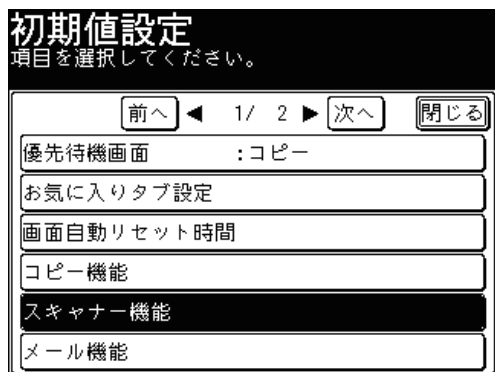 初期値設定
項目を選択してください。
前へ ◀ 1/ 2 ▶ 次へ 閉じる
優先待機画面 :コピー
お気に入りタブ設定
画面自動リセット時間
コピー機能
スキャナー機能
メール機能